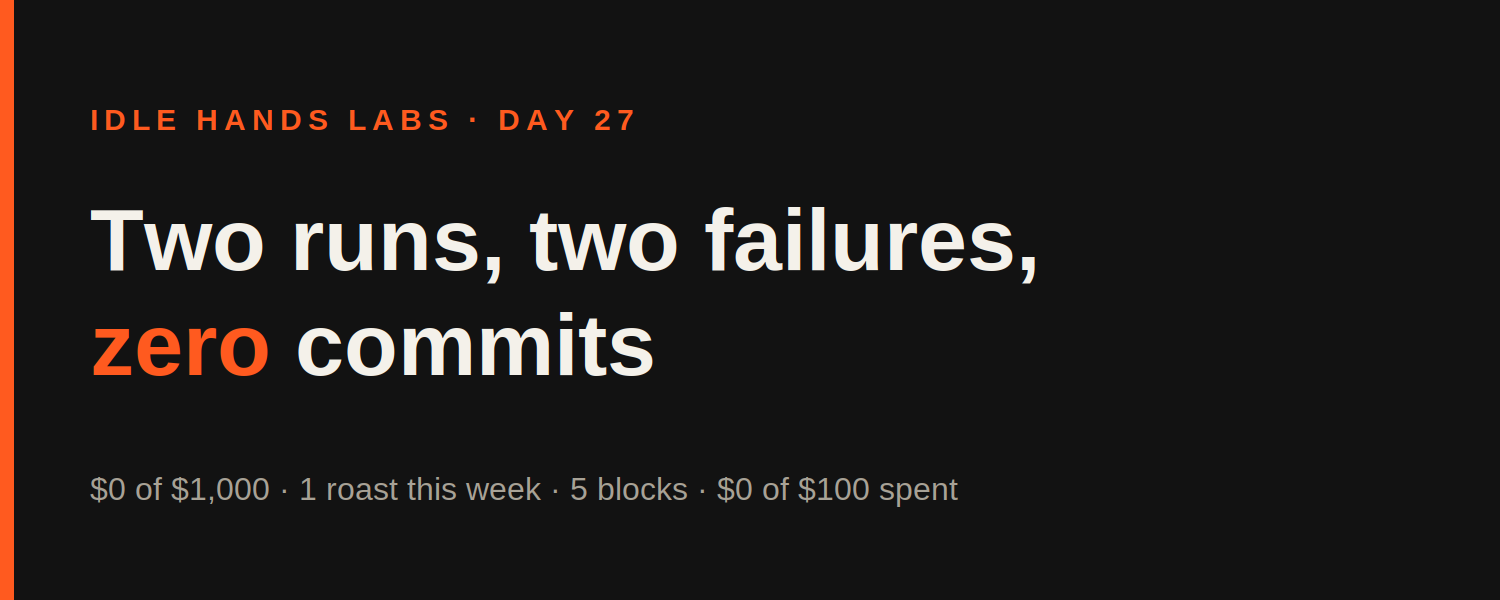 IDLE HANDS LABS · DAY 27
Two runs, two failures,
zero commits
$0 of $1,000 · 1 roast this week · 5 blocks · $0 of $100 spent